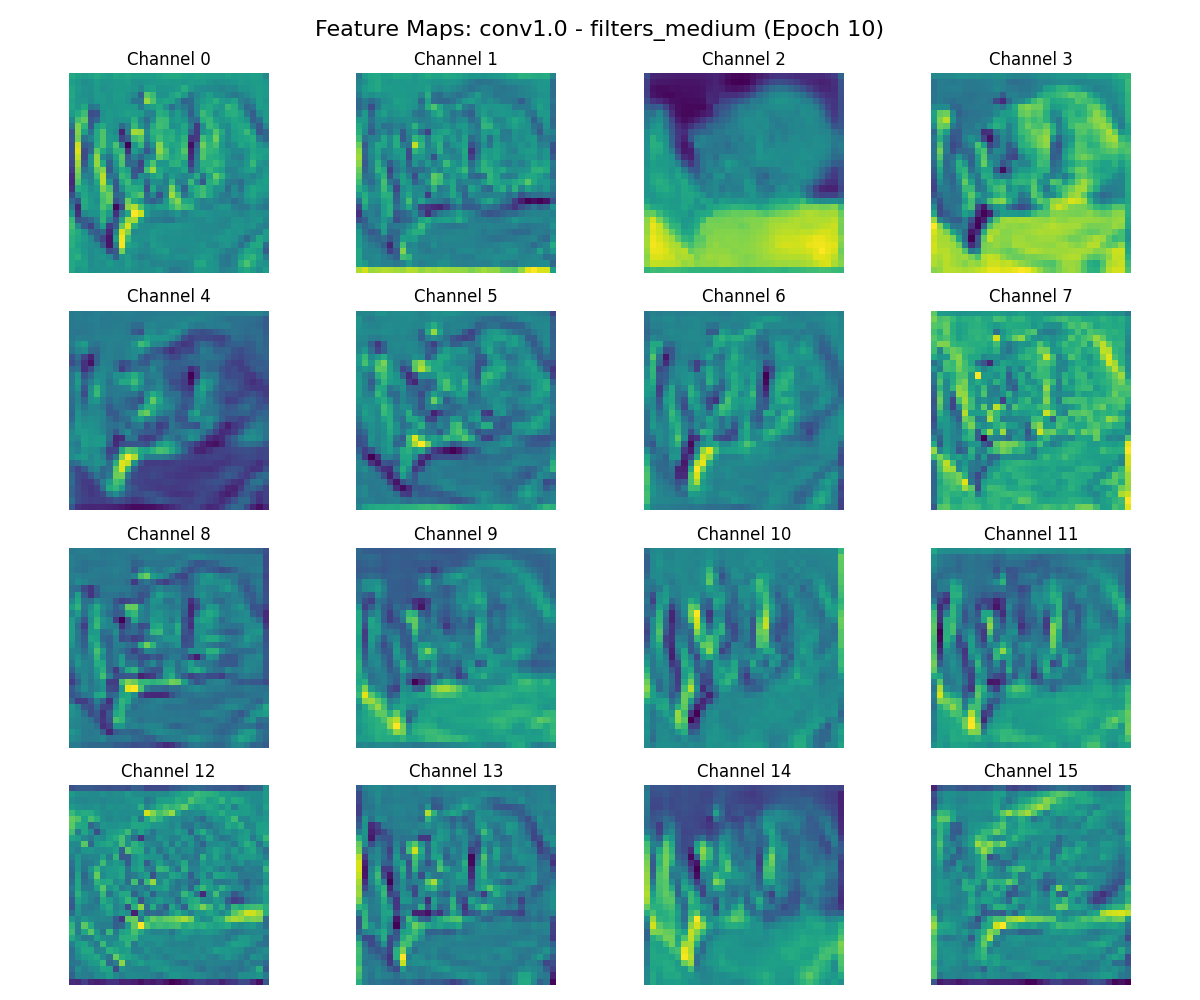 Feature Maps: conv1.0 - filters_medium (Epoch 10)
Channel 0
Channel 1
Channel 2
Channel 3
Channel 4
Channel 5
Channel 6
Channel 7
Channel 8
Channel 9
Channel 10
Channel 11
Channel 12
Channel 13
Channel 14
Channel 15